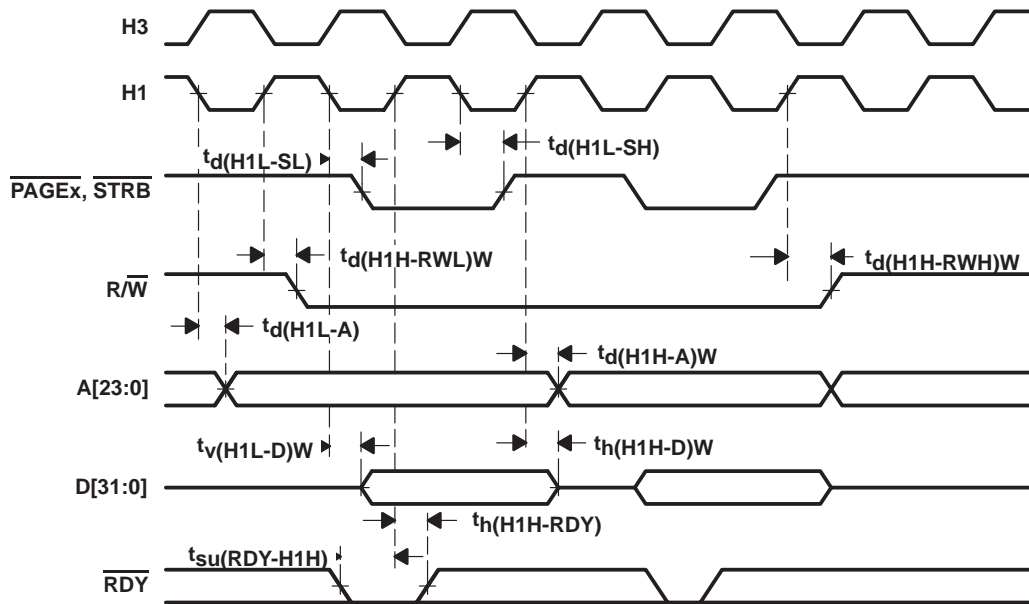 H3
H1
td(H1L-SH)
td(H1L-SL)
PAGEx, STRB
td(H1H-RWL)W
td(H1H-RWH)W
R/W
td(H1L-A)
td(H1H-A)W
A[23:0]
tv(H1L-D)W
th(H1H-D)W
D[31:0]
th(H1H-RDY)
tsu(RDY-H1H)
RDY